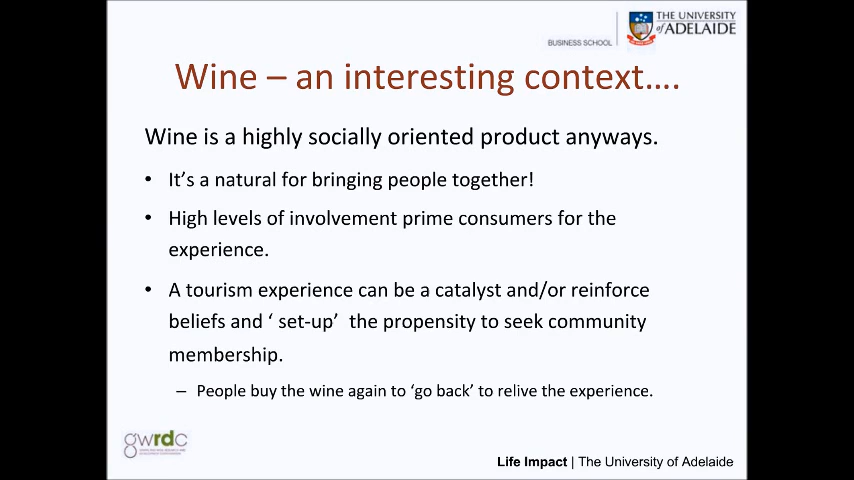 THE UNIVERSITY
of ADELAIDE
BUSINESS SCHOOL
Wine – an interesting context….
Wine is a highly socially oriented product anyways.
• It’s a natural for bringing people together!
• High levels of involvement prime consumers for the
experience.
• A tourism experience can be a catalyst and/or reinforce
beliefs and ‘ set-up’ the propensity to seek community
membership.
– People buy the wine again to ‘go back’ to relive the experience.
gwrdc
Life Impact | The University of Adelaide